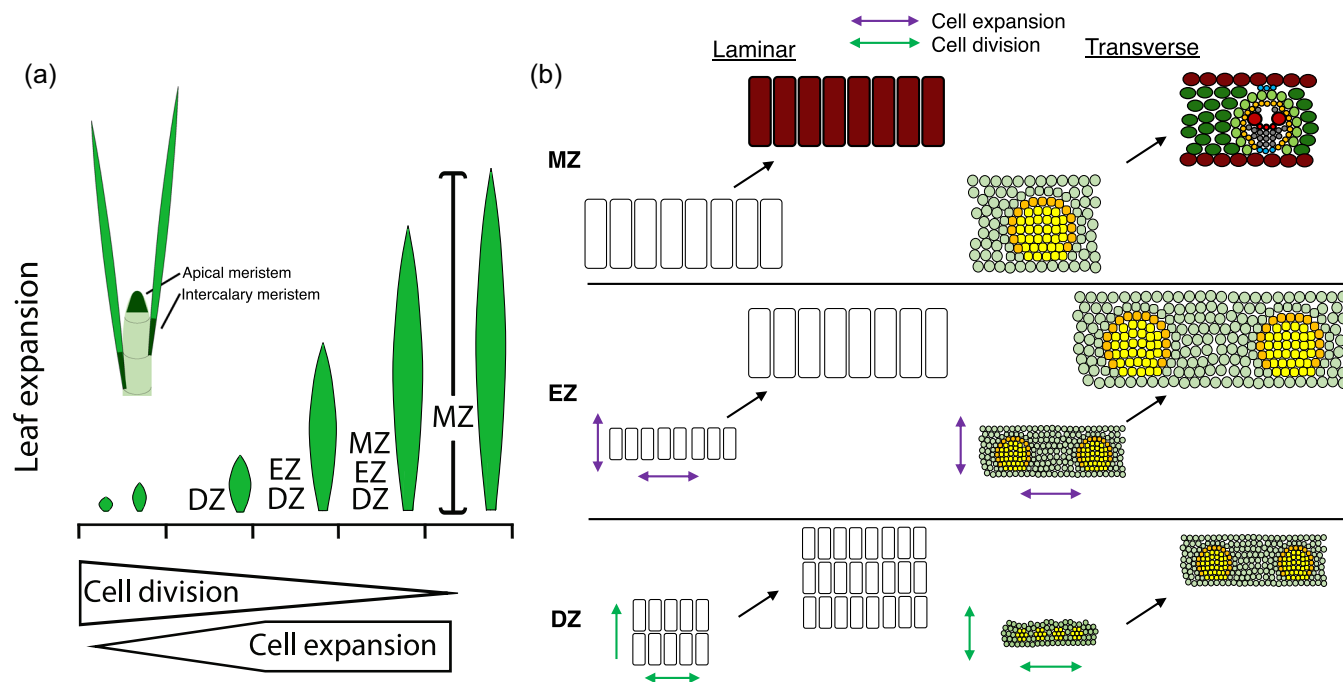 (a)
Leaf expansion
Apical meristem
Intercalary meristem
DZ
EZ
DZ
MZ
EZ
DZ
MZ
Cell division
Cell expansion
(b)
Cell expansion
Cell division
Laminar
Transverse
MZ
EZ
DZ